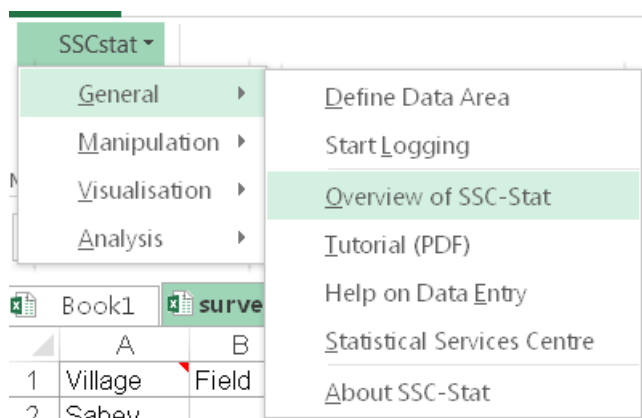 SSCstat
General
Manipulation
Visualisation
Analysis
Define Data Area
Start Logging
Overview of SSC-Stat
Tutorial (PDF)
Help on Data Entry
Statistical Services Centre
About SSC-Stat
Book1 surve
A B
1 Village Field
2 Sabey